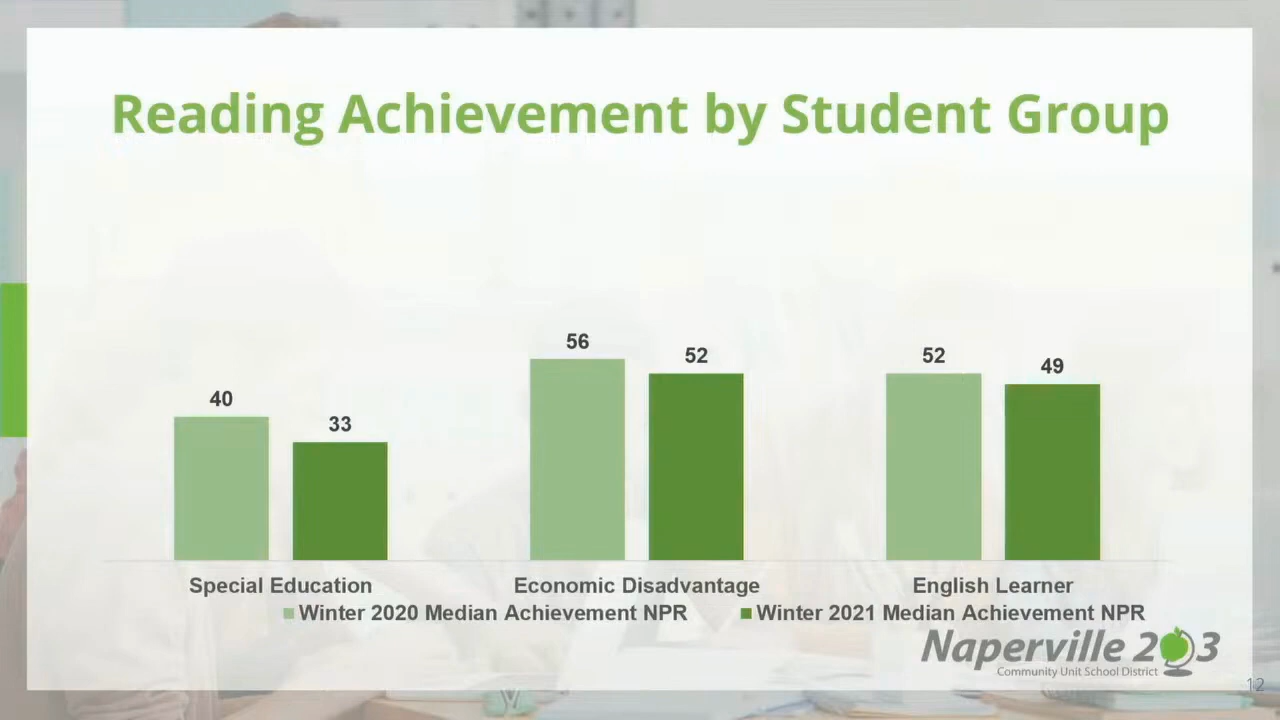 Reading Achievement by Student Group
56
52
52
49
40
33
Special Education
Economic Disadvantage
English Learner
Winter 2020 Median Achievement NPR
Winter 2021 Median Achievement NPR
Naperville 203
Community Unit School District
12